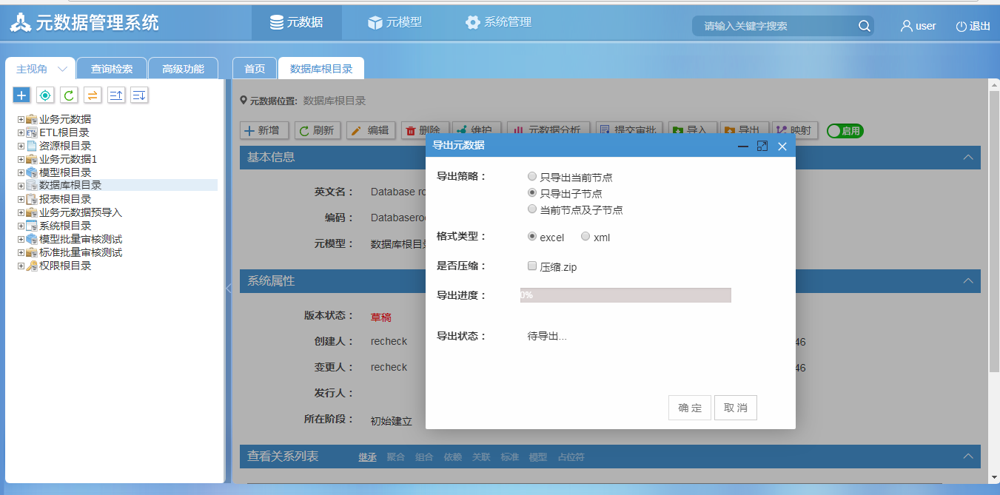 元数据管理系统
元数据
元模型
系统管理
请输入关键字搜索
user
退出
主视角
查询检索
高级功能
首页
数据库根目录
业务元数据
ETL根目录
资源根目录
业务元数据1
模型根目录
数据库根目录
报表根目录
业务元数据预导入
系统根目录
模型批量审核测试
标准批量审核测试
权限根目录
元数据位置: 数据库根目录
新增
刷新
编辑
删除
维护
元数据分析
提交审批
导入
导出
映射
启用
基本信息
英文名： Database ro
编码： Databaseroo
元模型： 数据库根目录
系统属性
版本状态： 草稿
创建人： recheck
46
变更人： recheck
46
发行人：
所在阶段： 初始建立
查看关系列表 继承 聚合 组合 依赖 关联 标准 模型 占位符
导出元数据
导出策略： 只导出当前节点
只导出子节点
当前节点及子节点
格式类型： excel xml
是否压缩： 压缩.zip
导出进度： 0%
导出状态： 待导出...
确 定
取 消